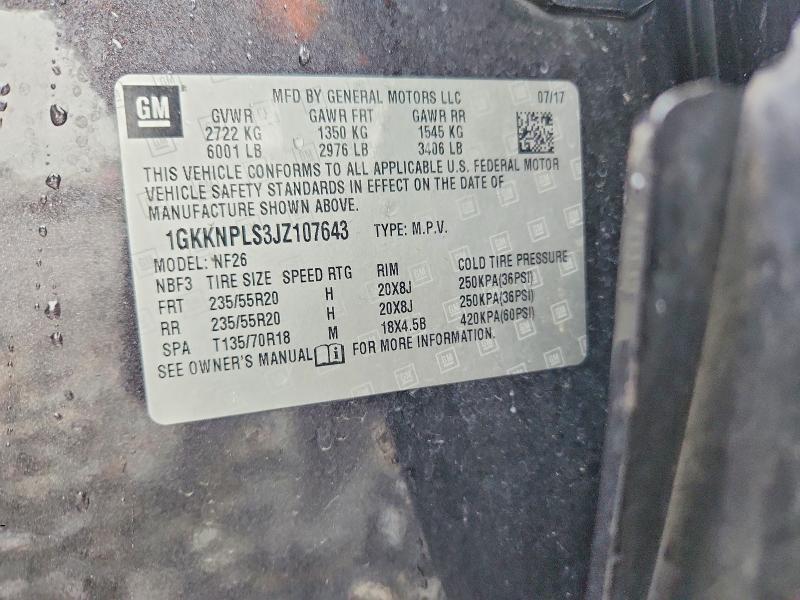 GM
MFD BY GENERAL MOTORS LLC 07/17
GVWR GAWR FRT GAWR RR
2722 KG 1350 KG 1545 KG
6001 LB 2976 LB 3406 LB
THIS VEHICLE CONFORMS TO ALL APPLICABLE U.S. FEDERAL MOTOR
VEHICLE SAFETY STANDARDS IN EFFECT ON THE DATE OF
MANUFACTURE SHOWN ABOVE.
1GKKNPLS3JZ107643 TYPE: M.P.V.
MODEL: NF26
NBF3 TIRE SIZE SPEED RTG RIM COLD TIRE PRESSURE
FRT 235/55R20 H 20X8J 250KPA(36PSI)
RR 235/55R20 H 20X8J 250KPA(36PSI)
SPA T135/70R18 M 18X4.5B 420KPA(60PSI)
SEE OWNER'S MANUAL FOR MORE INFORMATION.